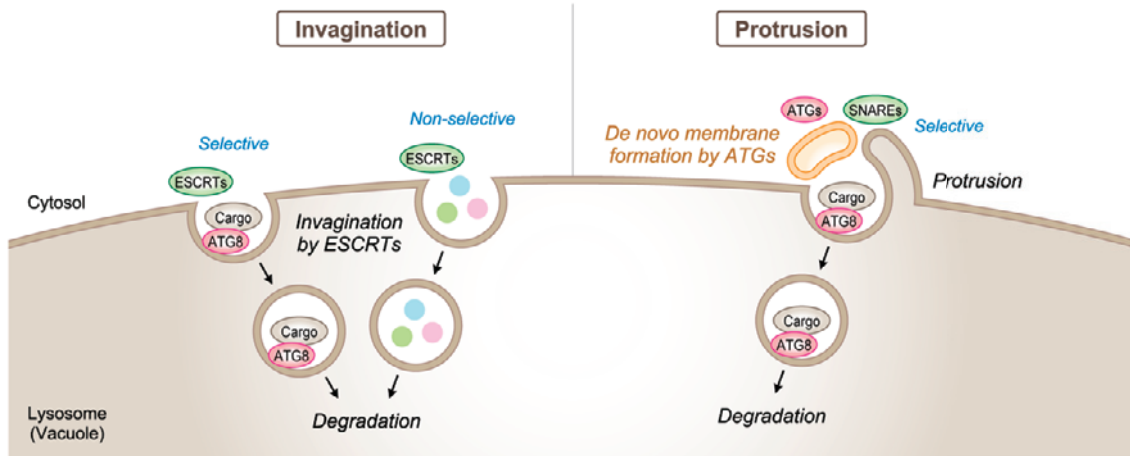 Invagination
Protrusion
Selective
Non-selective
ESCRTs
ESCRTs
Cytosol
Cargo
ATG8
Invagination
by ESCRTs
Cargo
ATG8
Degradation
Lysosome
(Vacuole)
ATGs
SNAREs
De novo membrane
formation by ATGs
Selective
Protrusion
Cargo
ATG8
Cargo
ATG8
Degradation